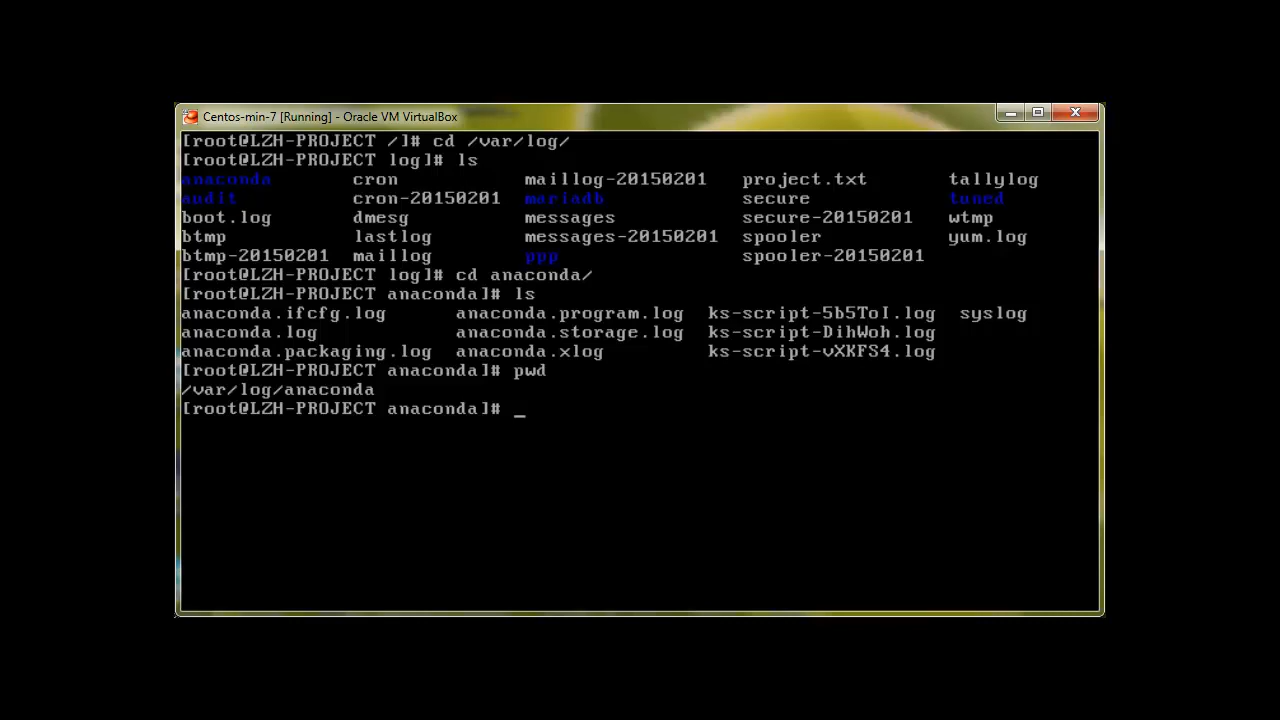 Centos-min-7 [Running] - Oracle VM VirtualBox
[root@LZH-PROJECT /]# cd /var/log/
[root@LZH-PROJECT log]# ls
anaconda cron maillog-20150201 project.txt tallylog
audit cron-20150201 mariadb secure tuned
boot.log dmesg messages secure-20150201 wtmp
btmp lastlog messages-20150201 spooler yum.log
btmp-20150201 maillog ppp spooler-20150201
[root@LZH-PROJECT log]# cd anaconda/
[root@LZH-PROJECT anaconda]# ls
anaconda.ifcfg.log anaconda.program.log ks-script-5b5ToI.log syslog
anaconda.log anaconda.storage.log ks-script-DihWoh.log
anaconda.packaging.log anaconda.xlog ks-script-vXKFS4.log
[root@LZH-PROJECT anaconda]# pwd
/var/log/anaconda
[root@LZH-PROJECT anaconda]# _